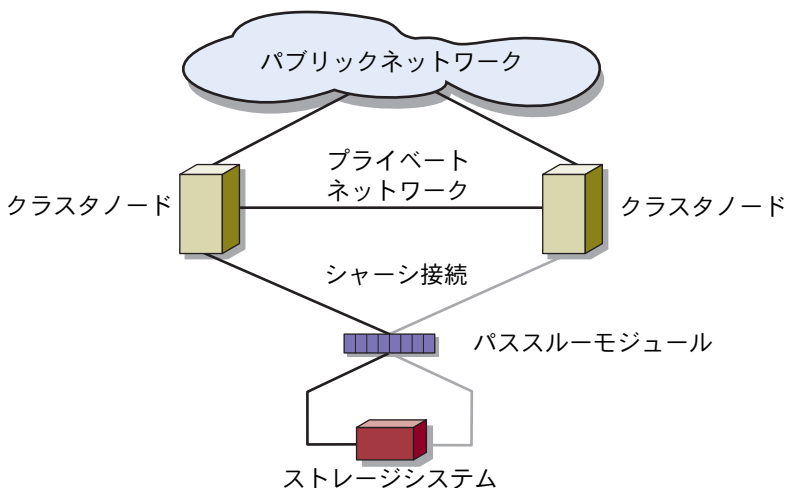 パブリックネットワーク
プライベート
ネットワーク
クラスタノード
クラスタノード
シャーシ接続
パススルーモジュール
ストレージシステム